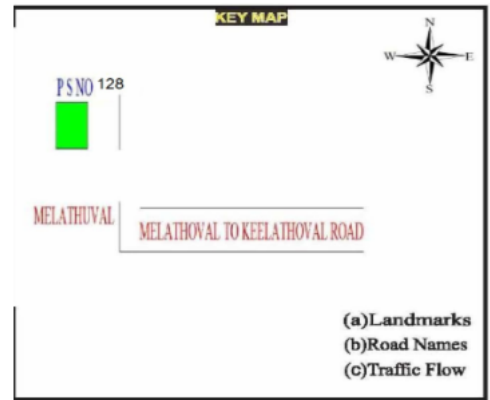 KEY MAP
N
W E
S
P S NO 128
MELATHUVAL
MELATHOVAL TO KEELATHOVAL ROAD
(a)Landmarks
(b)Road Names
(c)Traffic Flow